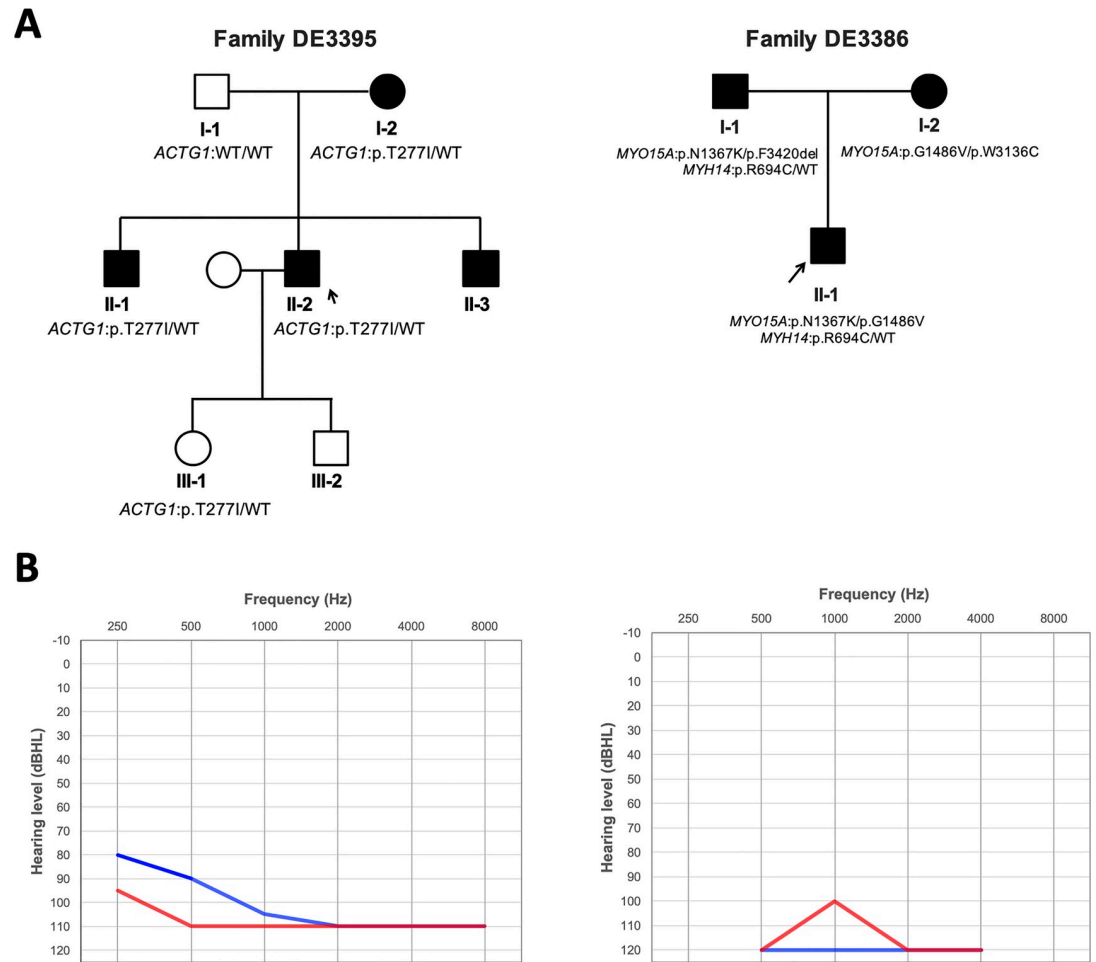 A
Family DE3395
Family DE3386
I-1
I-2
ACTG1:WT/WT
ACTG1:p.T277I/WT
I-1
I-2
MYO15A:p.N1367K/p.F3420del
MYH14:p.R694C/WT
MYO15A:p.G1486V/p.W3136C
II-1
II-2
II-3
ACTG1:p.T277I/WT
ACTG1:p.T277I/WT
II-1
MYO15A:p.N1367K/p.G1486V
MYH14:p.R694C/WT
III-1
III-2
ACTG1:p.T277I/WT
B
Frequency (Hz)
250 500 1000 2000 4000 8000
Hearing level (dBHL)
-10
0
10
20
30
40
50
60
70
80
90
100
110
120
Frequency (Hz)
250 500 1000 2000 4000 8000
Hearing level (dBHL)
-10
0
10
20
30
40
50
60
70
80
90
100
110
120